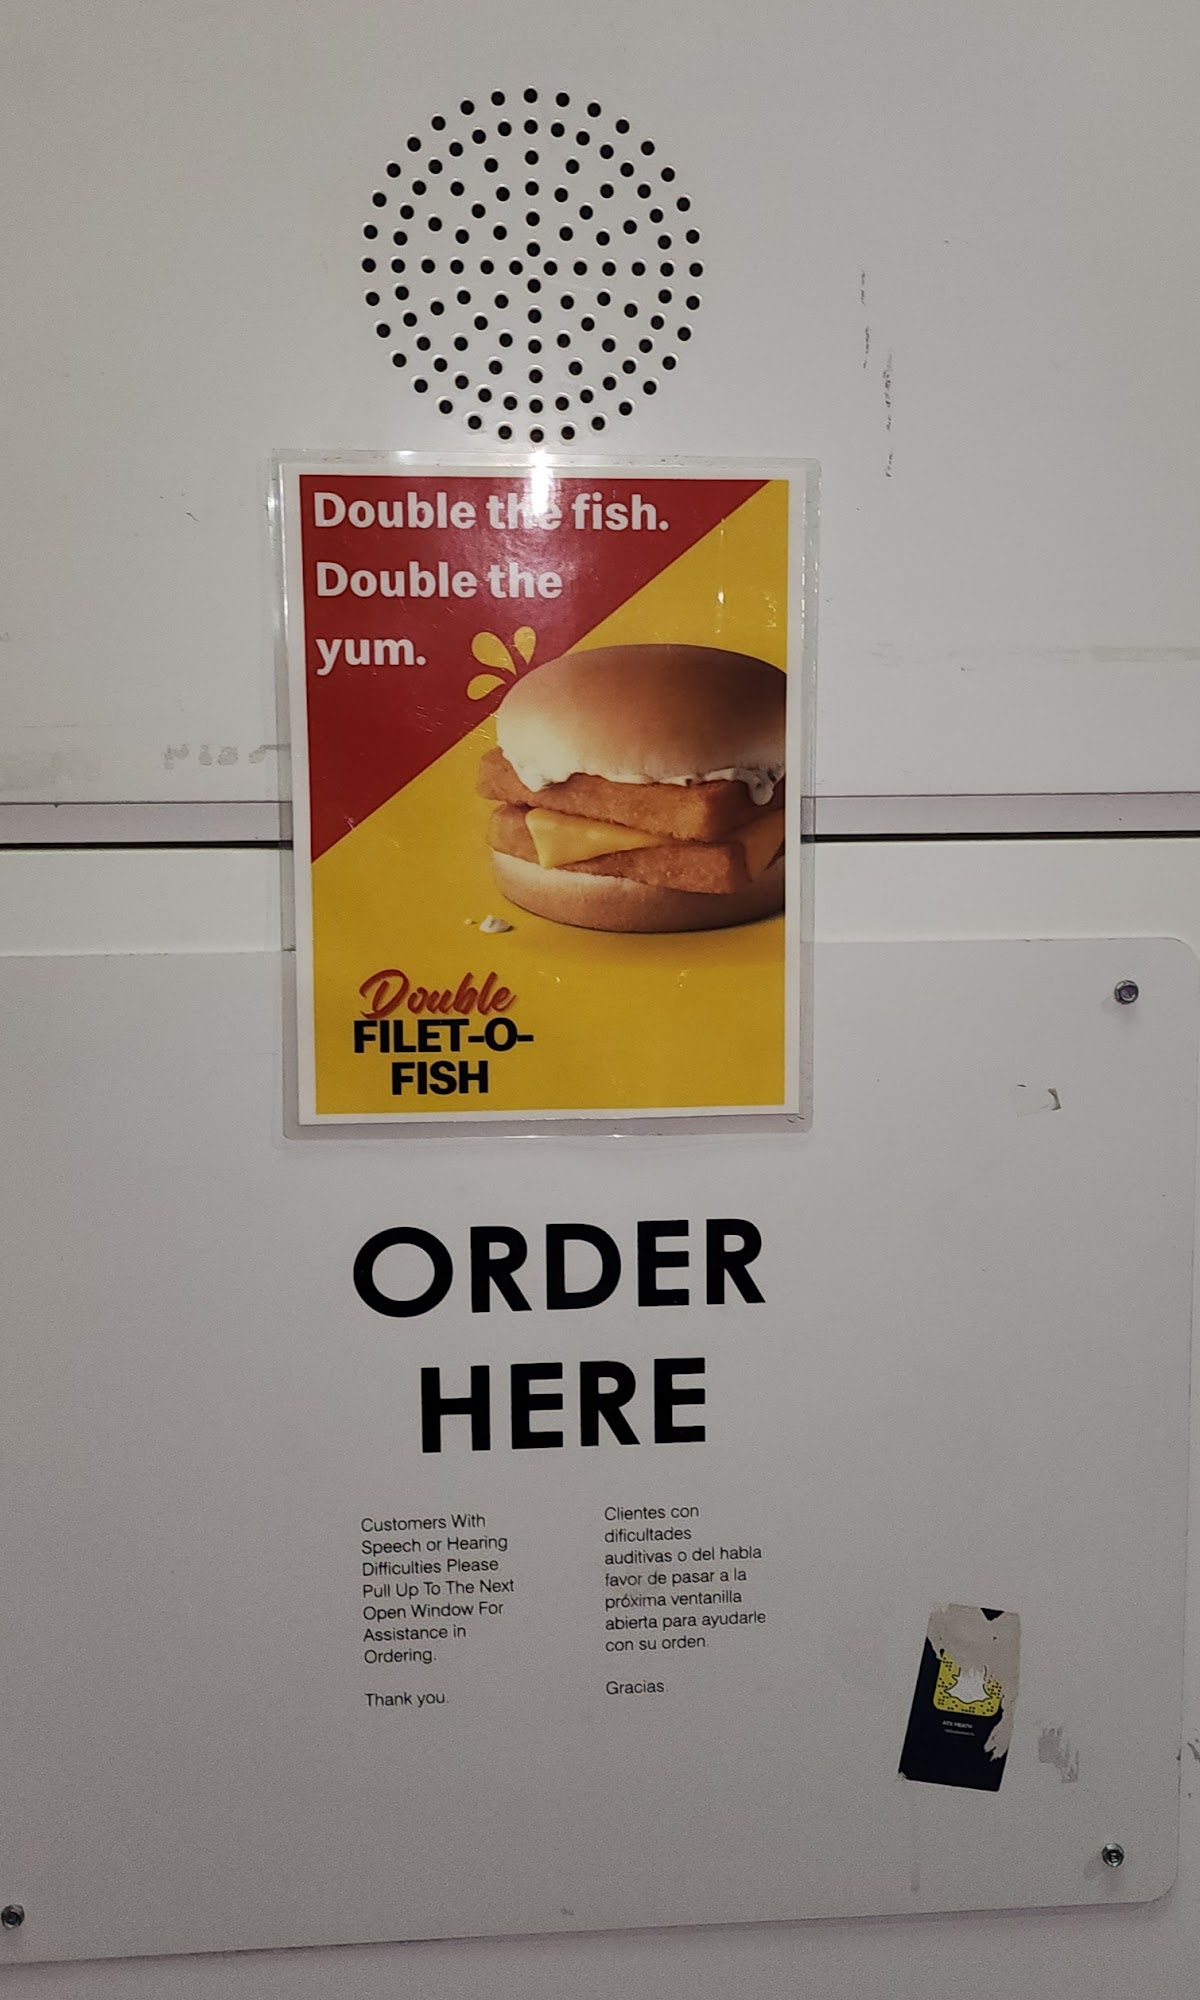 Double the fish.
Double the
yum.
Double
FILET-O-
FISH
ORDER
HERE
Customers With
Speech or Hearing
Difficulties Please
Pull Up To The Next
Open Window For
Assistance in
Ordering.
Thank you.
Clientes con
dificultades
auditivas o del habla
favor de pasar a la
próxima ventanilla
abierta para ayudarle
con su orden.
Gracias.
ATX HEATH